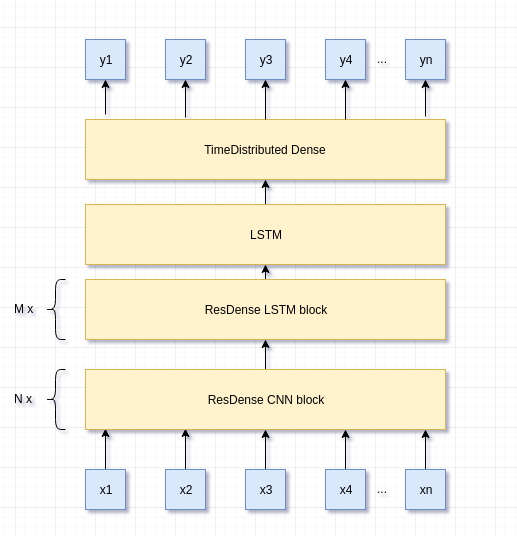 y1 y2 y3 y4 ... yn
TimeDistributed Dense
LSTM
M x
ResDense LSTM block
N x
ResDense CNN block
x1 x2 x3 x4 ... xn